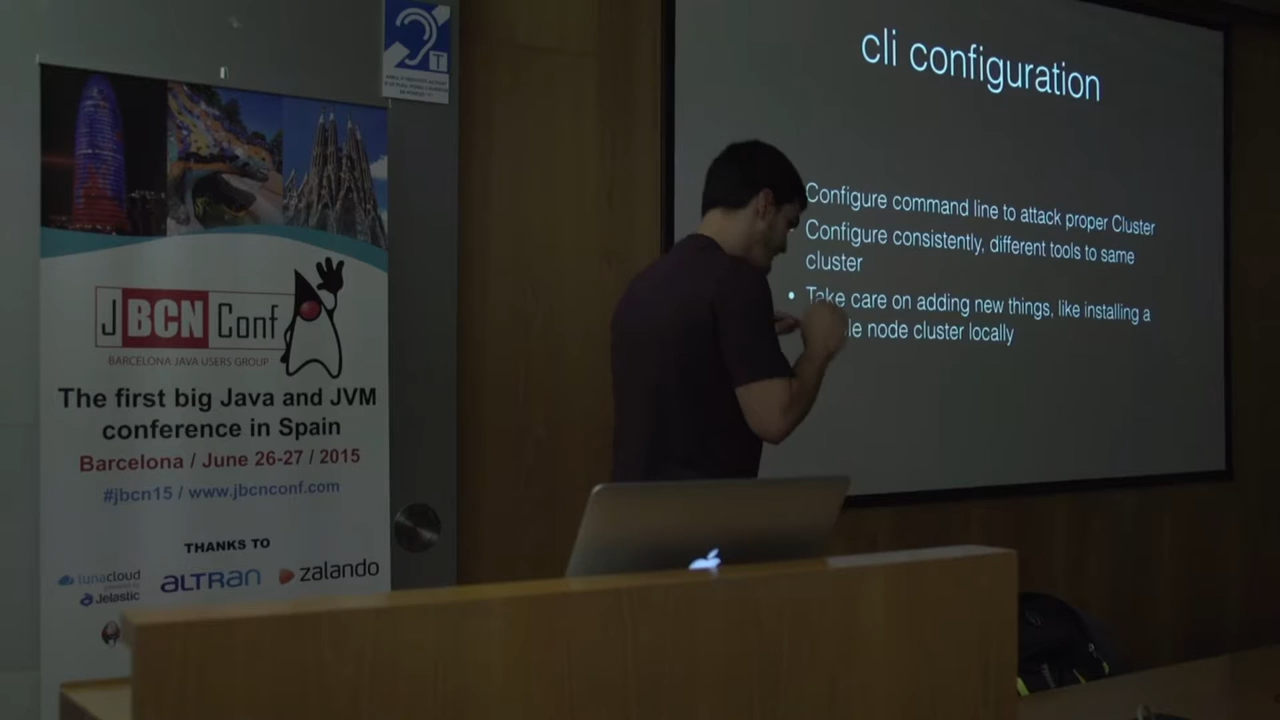 T
JBCNConf
BARCELONA JAVA USERS GROUP
The first big Java and JVM
conference in Spain
Barcelona / June 26-27 / 2015
#jbcn15 / www.jbcnconf.com
THANKS TO
lunacloud
powered by
Jelastic
ALTRAN
zalando
cli configuration
Configure command line to attack proper Cluster
Configure consistently, different tools to same
cluster
• Take care on adding new things, like installing a
node cluster locally